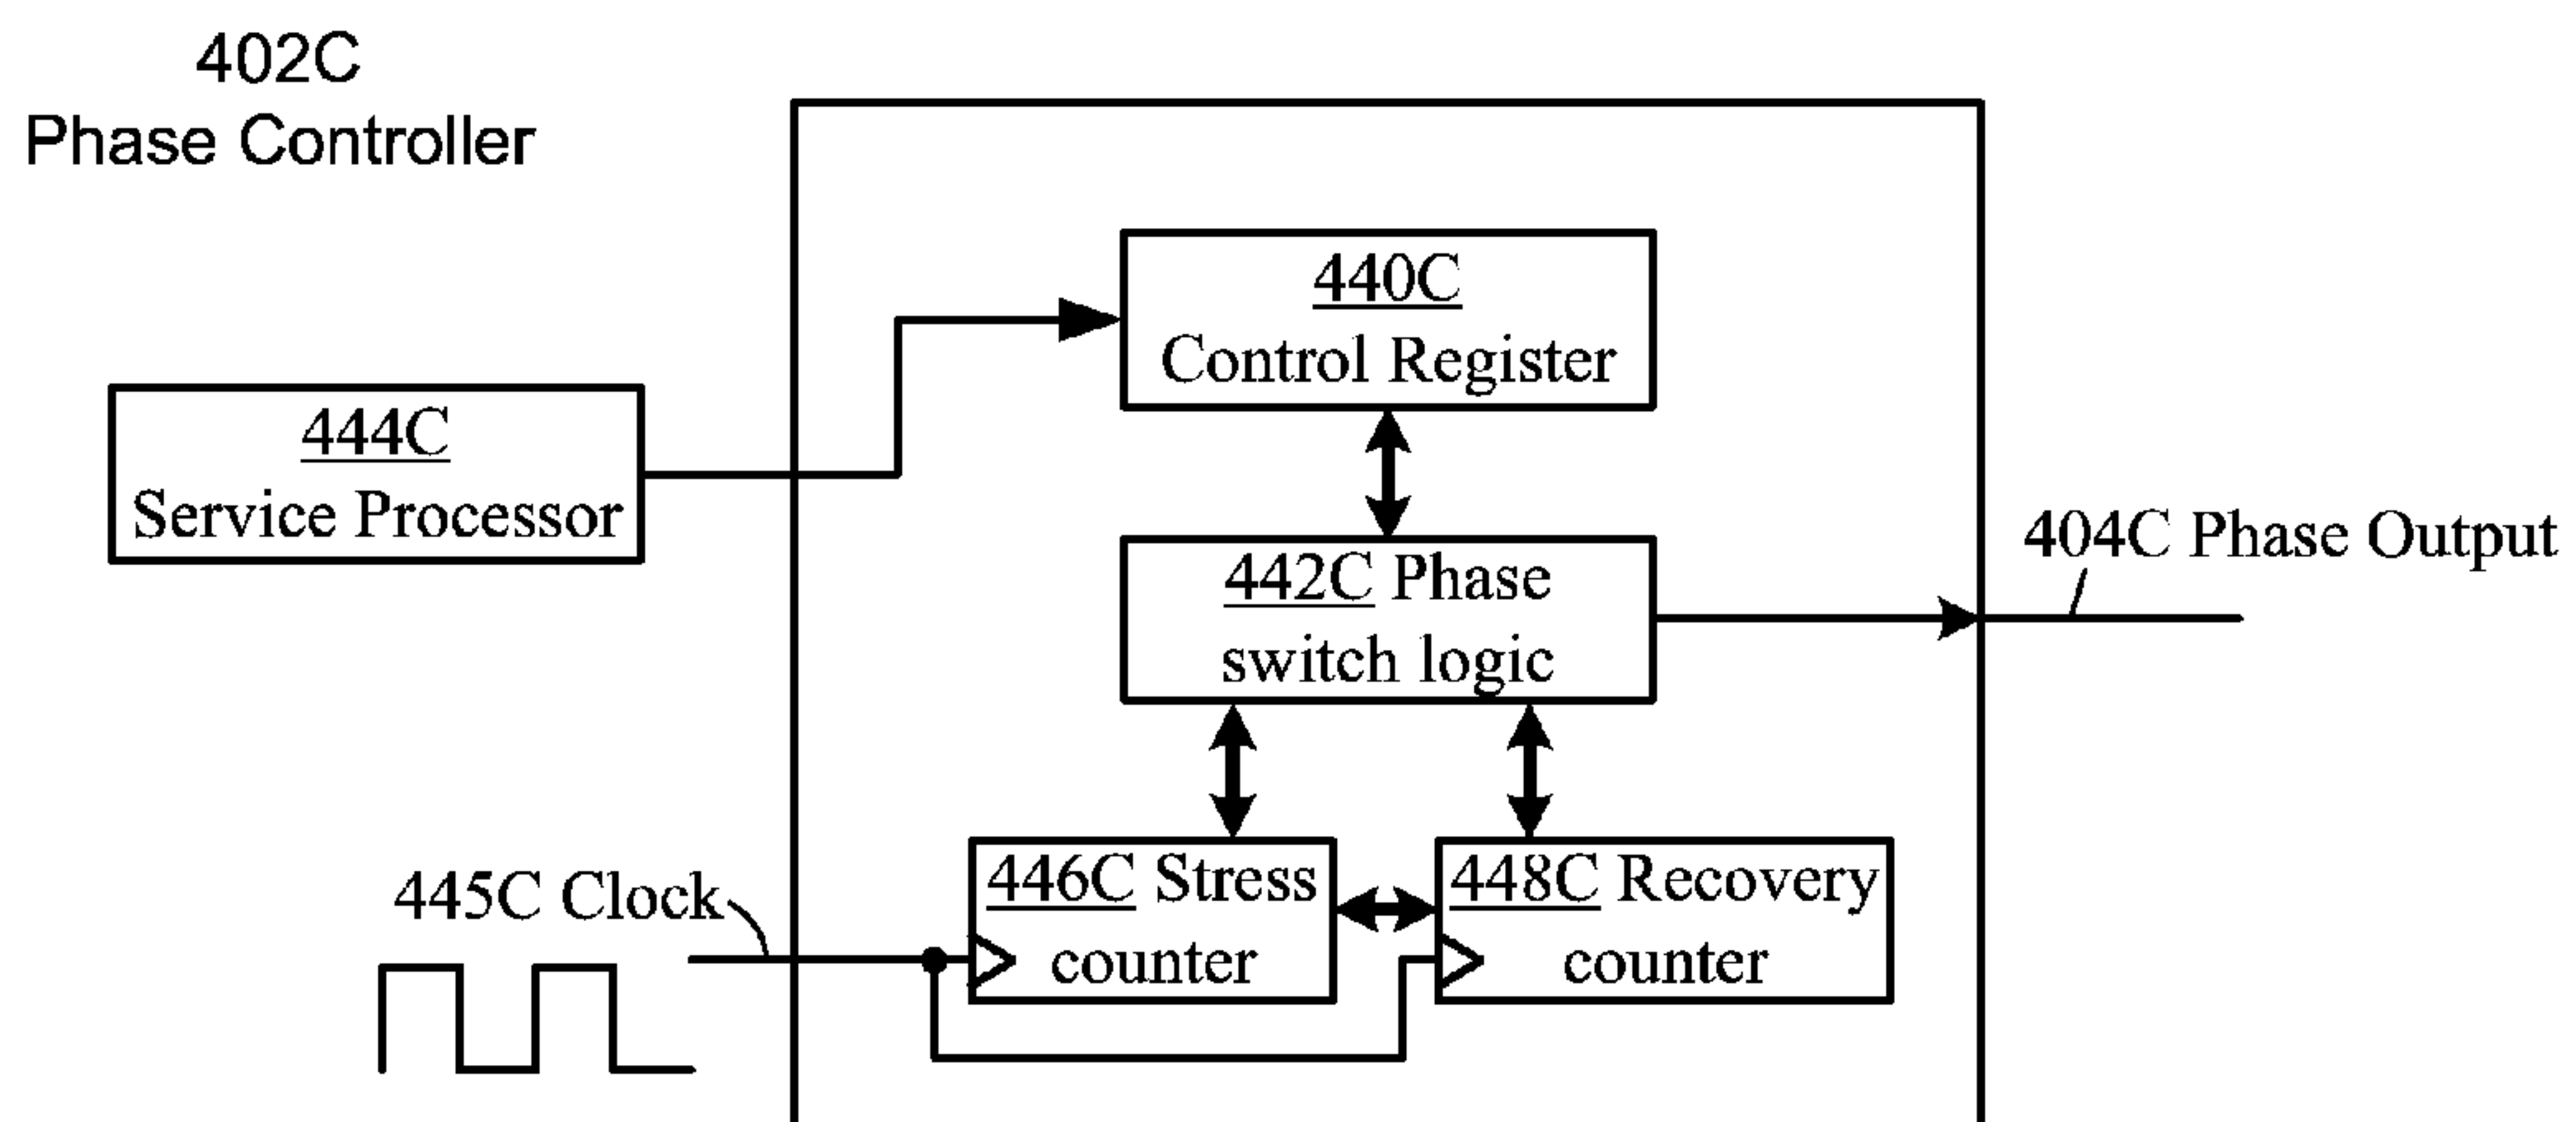 402C
Phase Controller
440C
Control Register
444C
Service Processor
442C Phase
switch logic
404C Phase Output
446C Stress
counter
448C Recovery
counter
445C Clock